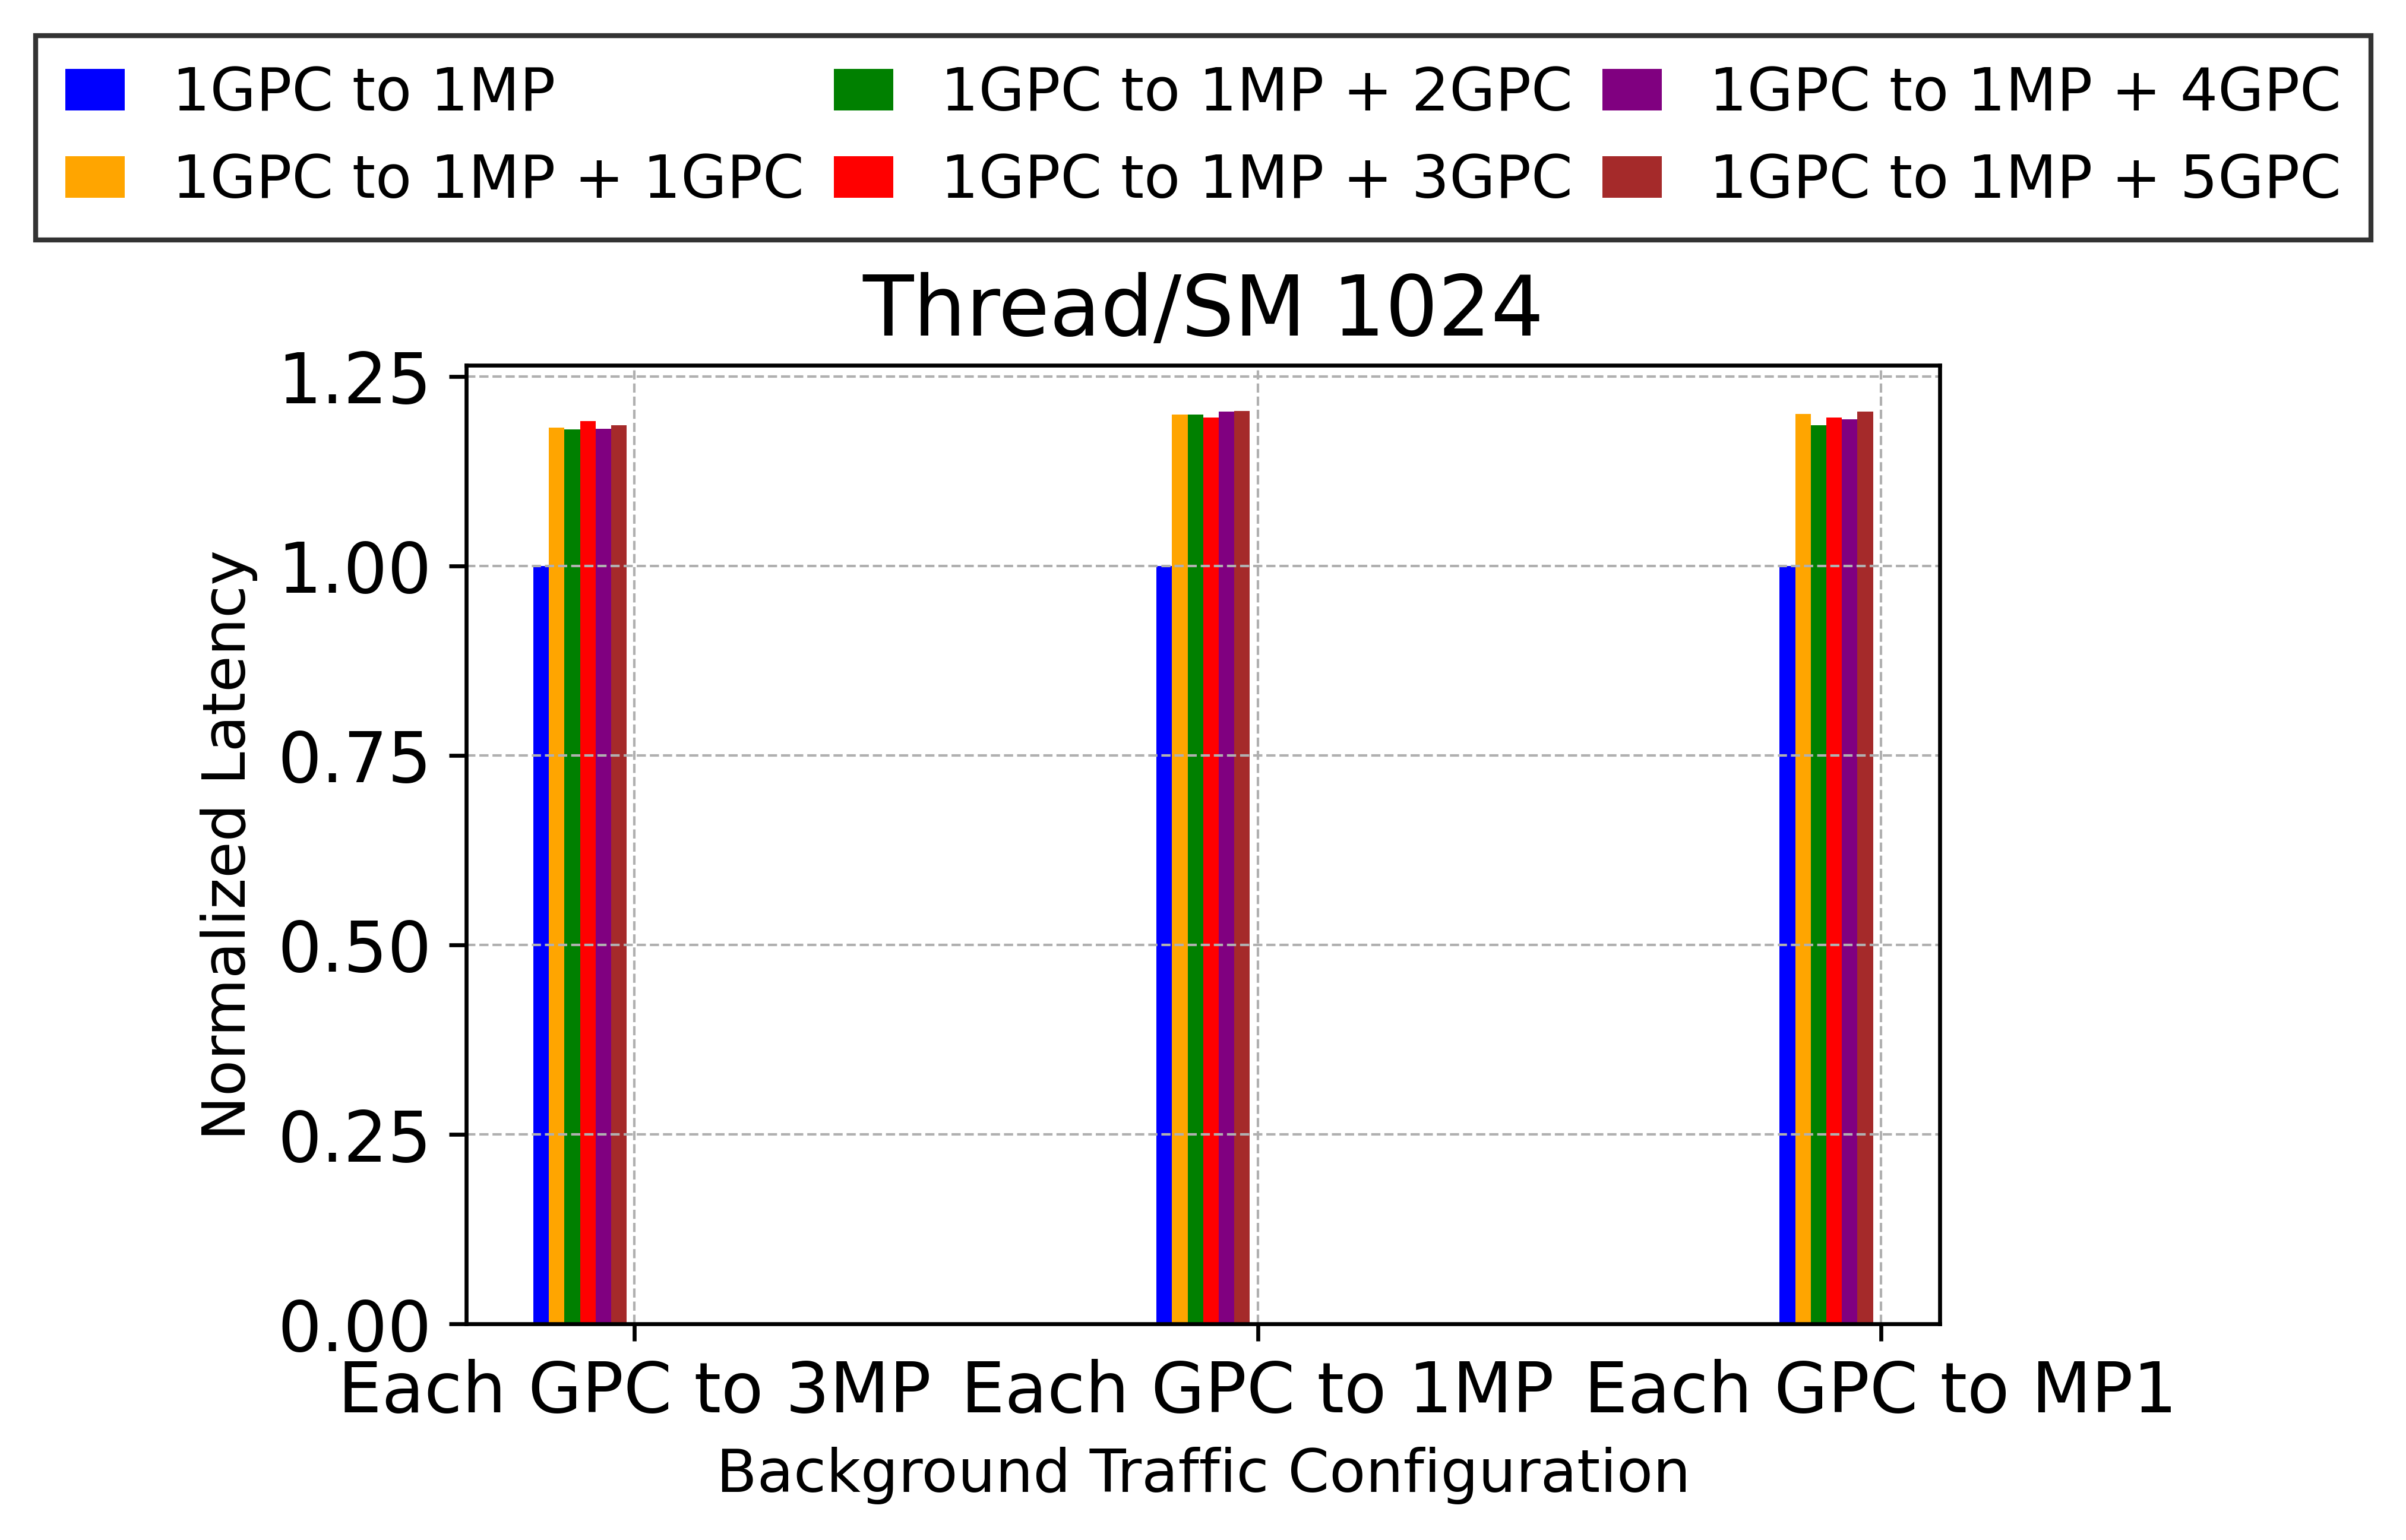 1GPC to 1MP
1GPC to 1MP + 1GPC
1GPC to 1MP + 2GPC
1GPC to 1MP + 3GPC
1GPC to 1MP + 4GPC
1GPC to 1MP + 5GPC
Thread/SM 1024
Normalized Latency
1.25
1.00
0.75
0.50
0.25
0.00
Each GPC to 3MP
Each GPC to 1MP
Each GPC to MP1
Background Traffic Configuration